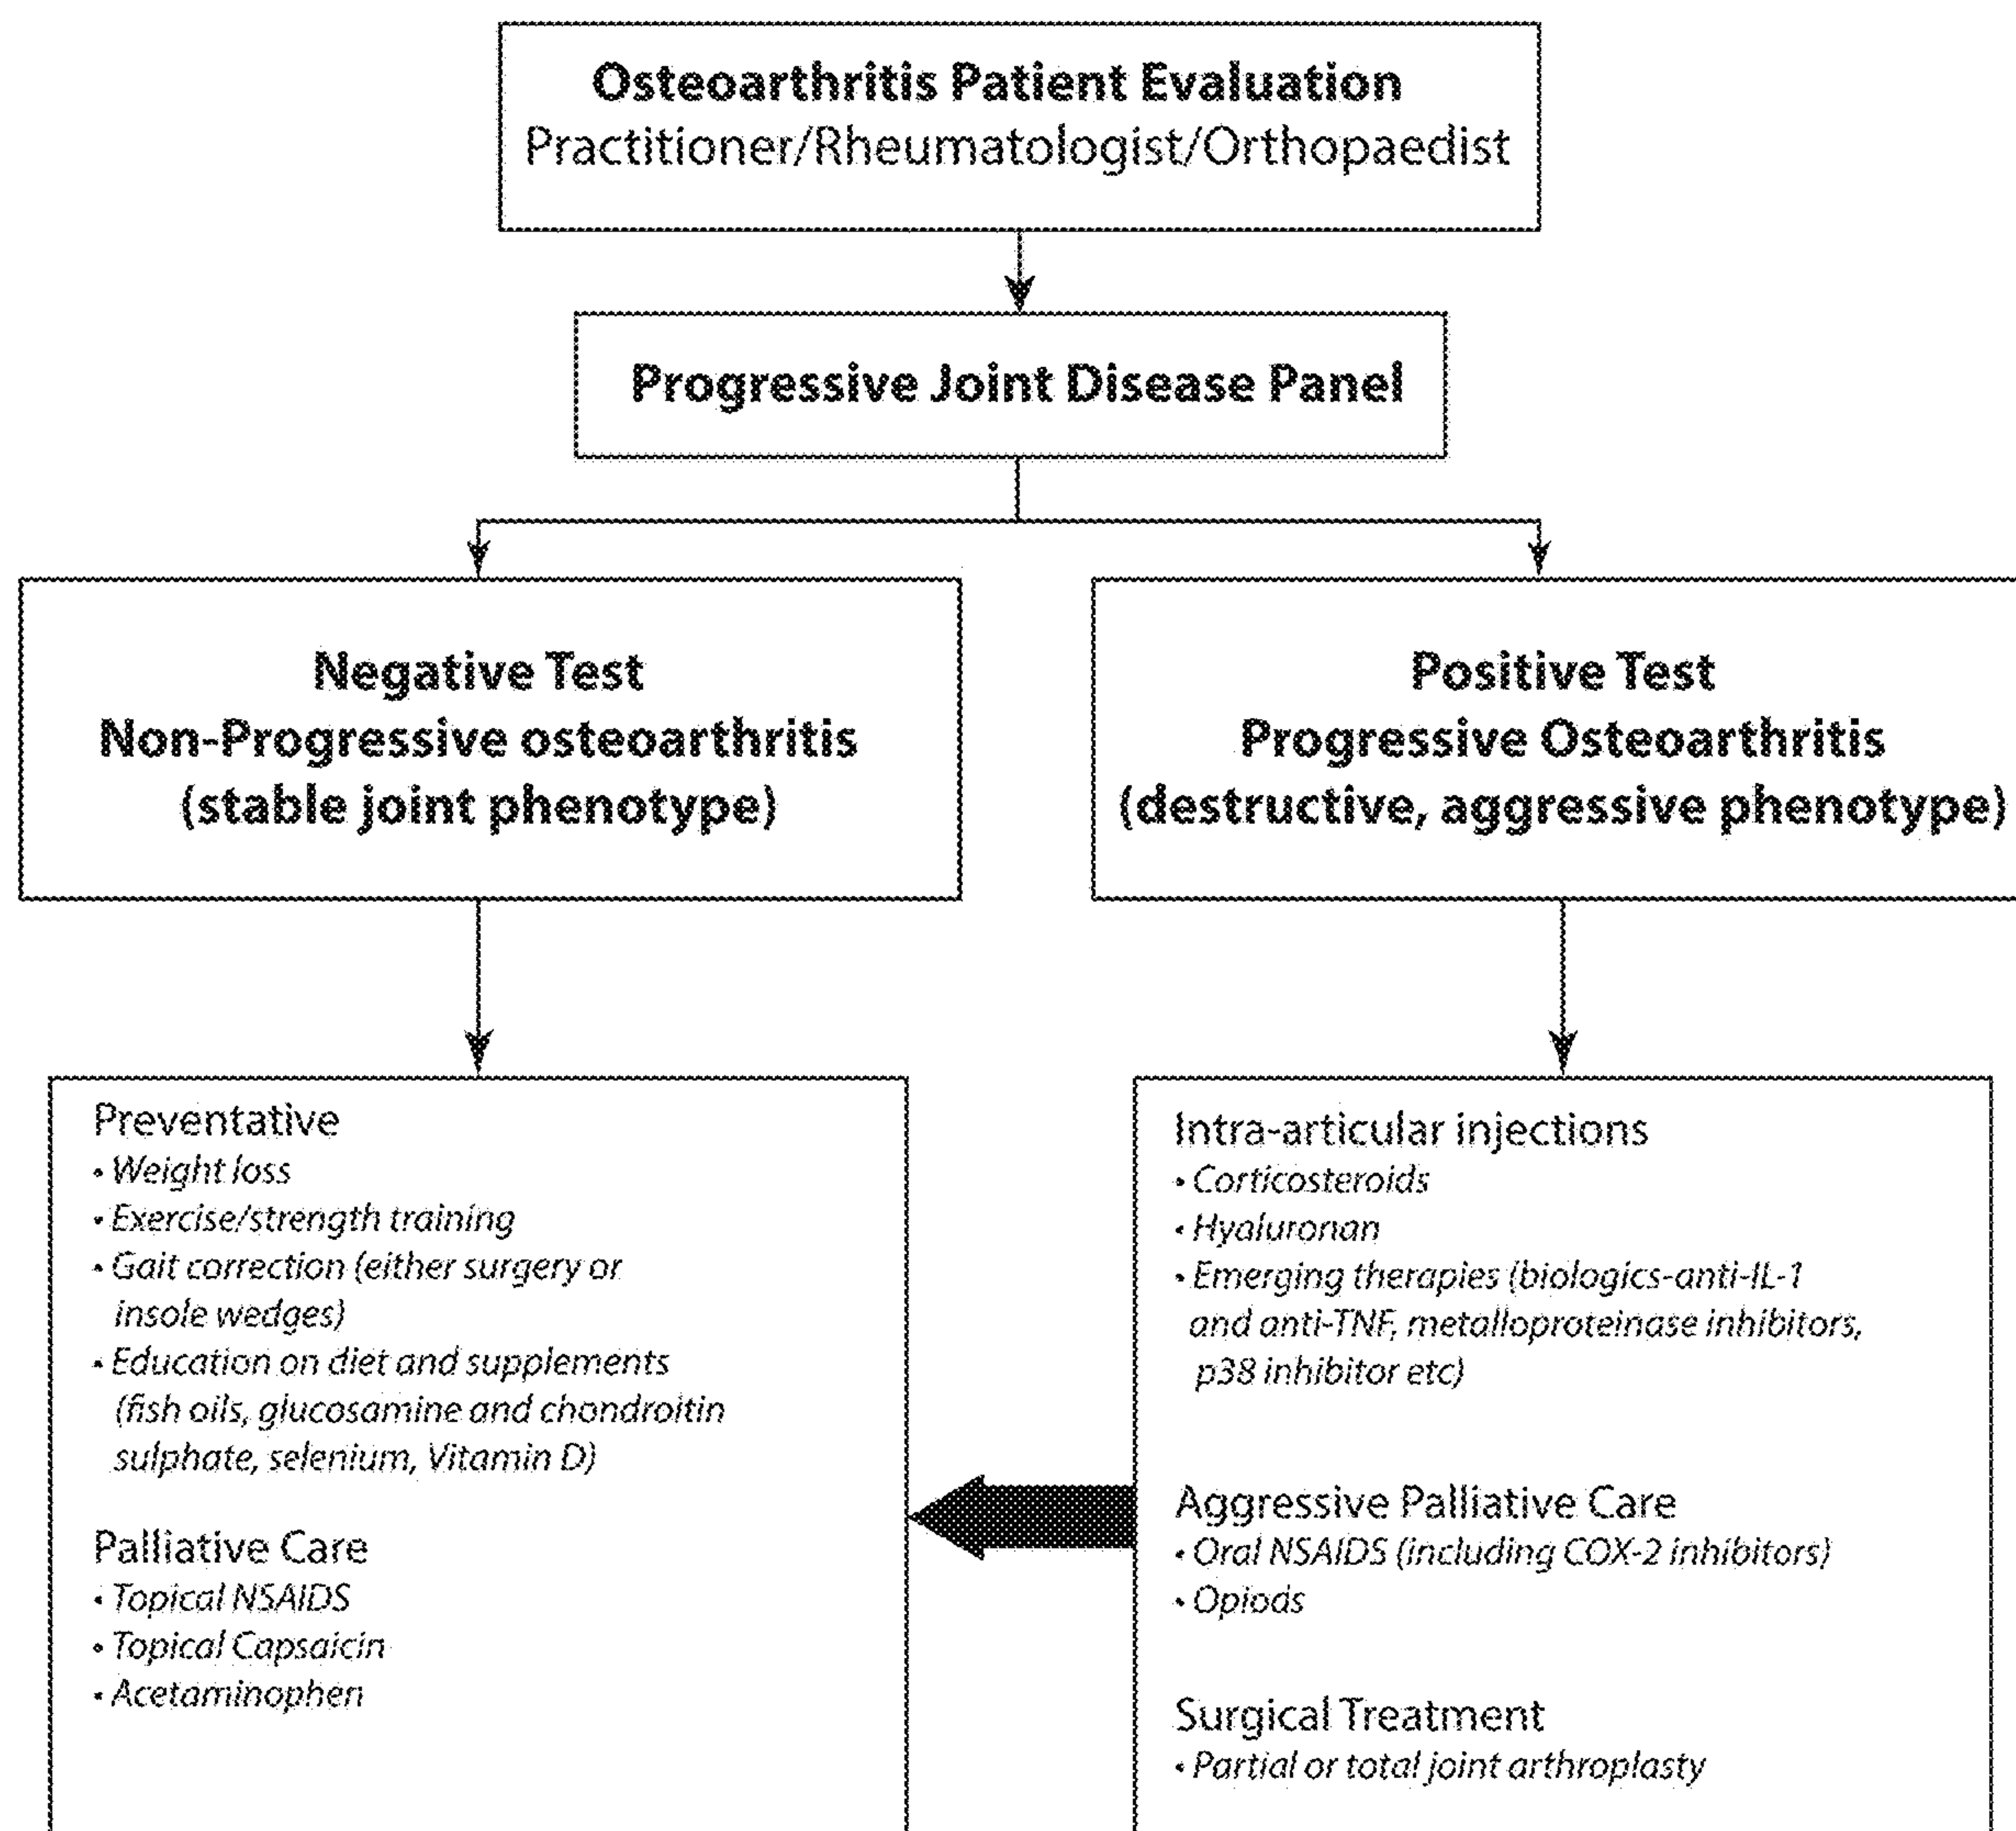 Osteoarthritis Patient Evaluation
Practitioner/Rheumatologist/Orthopaedist
Progressive Joint Disease Panel
Negative Test
Non-Progressive osteoarthritis
(stable joint phenotype)
Positive Test
Progressive Osteoarthritis
(destructive, aggressive phenotype)
Preventative
• Weight loss
• Exercise/strength training
• Gait correction (either surgery or
insole wedges)
• Education on diet and supplements
(fish oils, glucosamine and chondroitin
sulphate, selenium, Vitamin D)
Palliative Care
• Topical NSAIDS
• Topical Capsaicin
• Acetaminophen
Intra-articular injections
• Corticosteroids
• Hyaluronan
• Emerging therapies (biologics-anti-IL-1
and anti-TNF, metalloproteinase inhibitors,
p38 inhibitor etc)
Aggressive Palliative Care
• Oral NSAIDS (including COX-2 inhibitors)
• Opiods
Surgical Treatment
• Partial or total joint arthroplasty